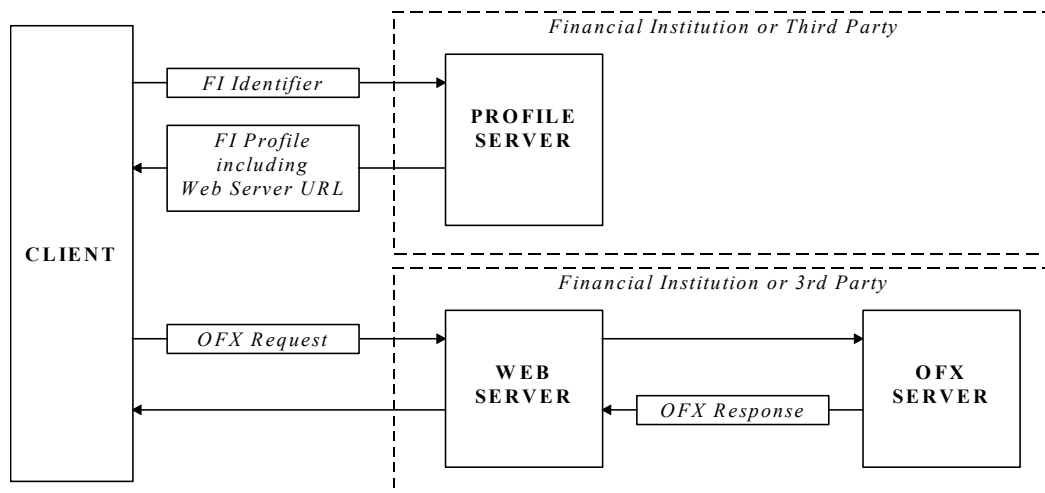 Financial Institution or Third Party
FI Identifier
PROFILE
SERVER
FI Profile
including
Web Server URL
CLIENT
Financial Institution or 3rd Party
OFX Request
WEB
SERVER
OFX
SERVER
OFX Response